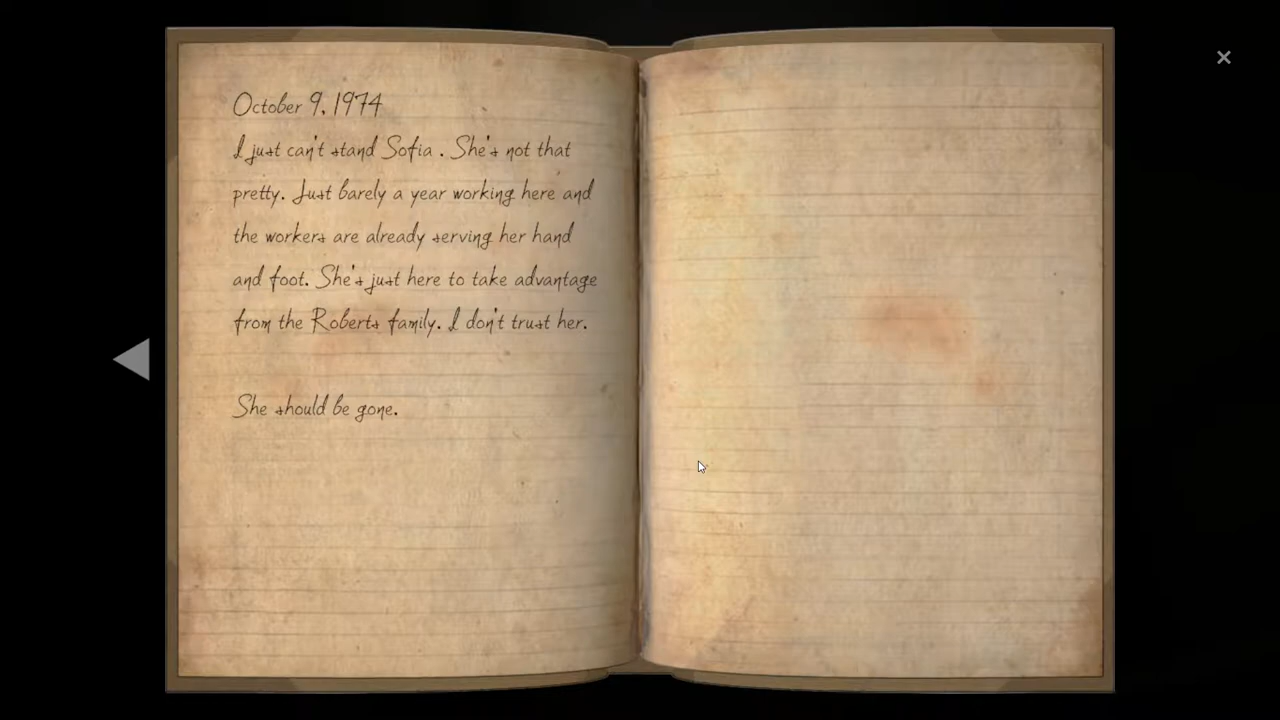 October 9, 1974
I just can't stand Sofia . She's not that
pretty. Just barely a year working here and
the workers are already serving her hand
and foot. She's just here to take advantage
from the Roberts family. I don't trust her.
She should be gone.